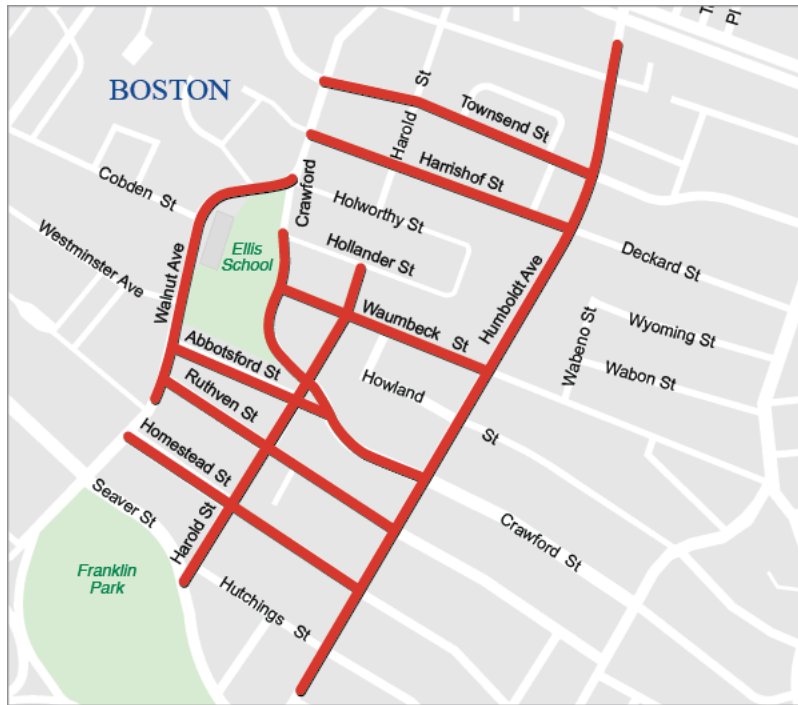 BOSTON
Pl
St
Townsend St
Harold
Harrishof St
Cobden St
Crawford
Holworthy St
Westminster Ave
Walnut Ave
Ellis
School
Hollander St
Deckard St
Humboldt Ave
Waumbeck St
Wyoming St
Wabeno St
Wabon St
Abbotsford St
Howland St
Ruthven St
Homestead St
Seaver St
Harold St
Crawford St
Franklin
Park
Hutchings St